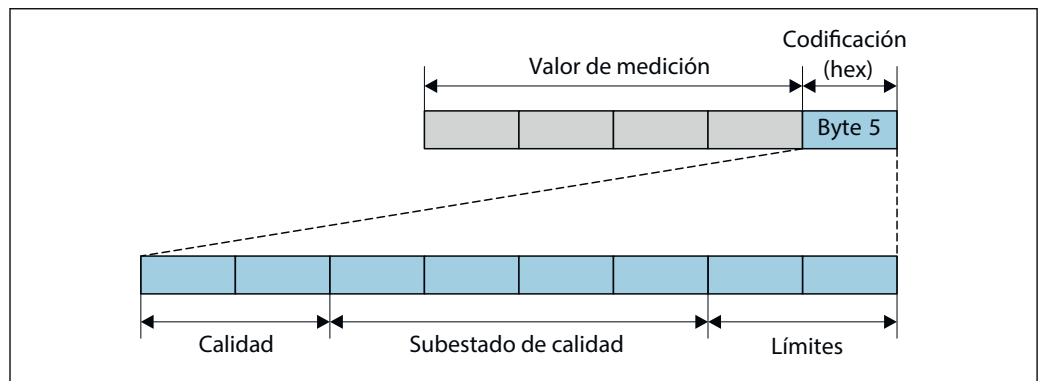 Codificación
Valor de medición
(hex)
Byte 5
Calidad
Subestado de calidad
Límites